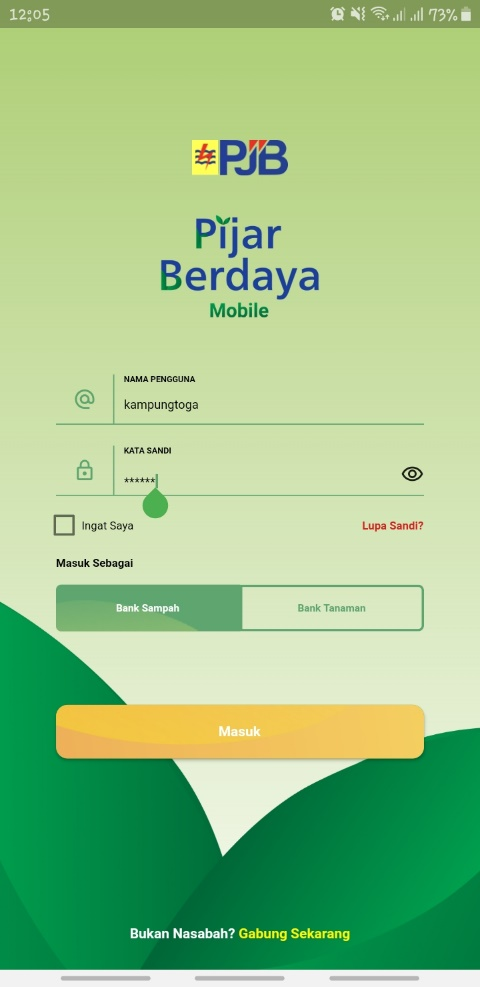 12:05
73%
PJB
Pijar
Berdaya
Mobile
NAMA PENGGUNA
kampungtoga
KATA SANDI
******
Ingat Saya
Lupa Sandi?
Masuk Sebagai
Bank Sampah
Bank Tanaman
Masuk
Bukan Nasabah? Gabung Sekarang